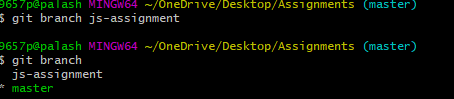 9657p@palash MINGW64 ~/OneDrive/Desktop/Assignments (master)
$ git branch js-assignment
9657p@palash MINGW64 ~/OneDrive/Desktop/Assignments (master)
$ git branch
  js-assignment
* master